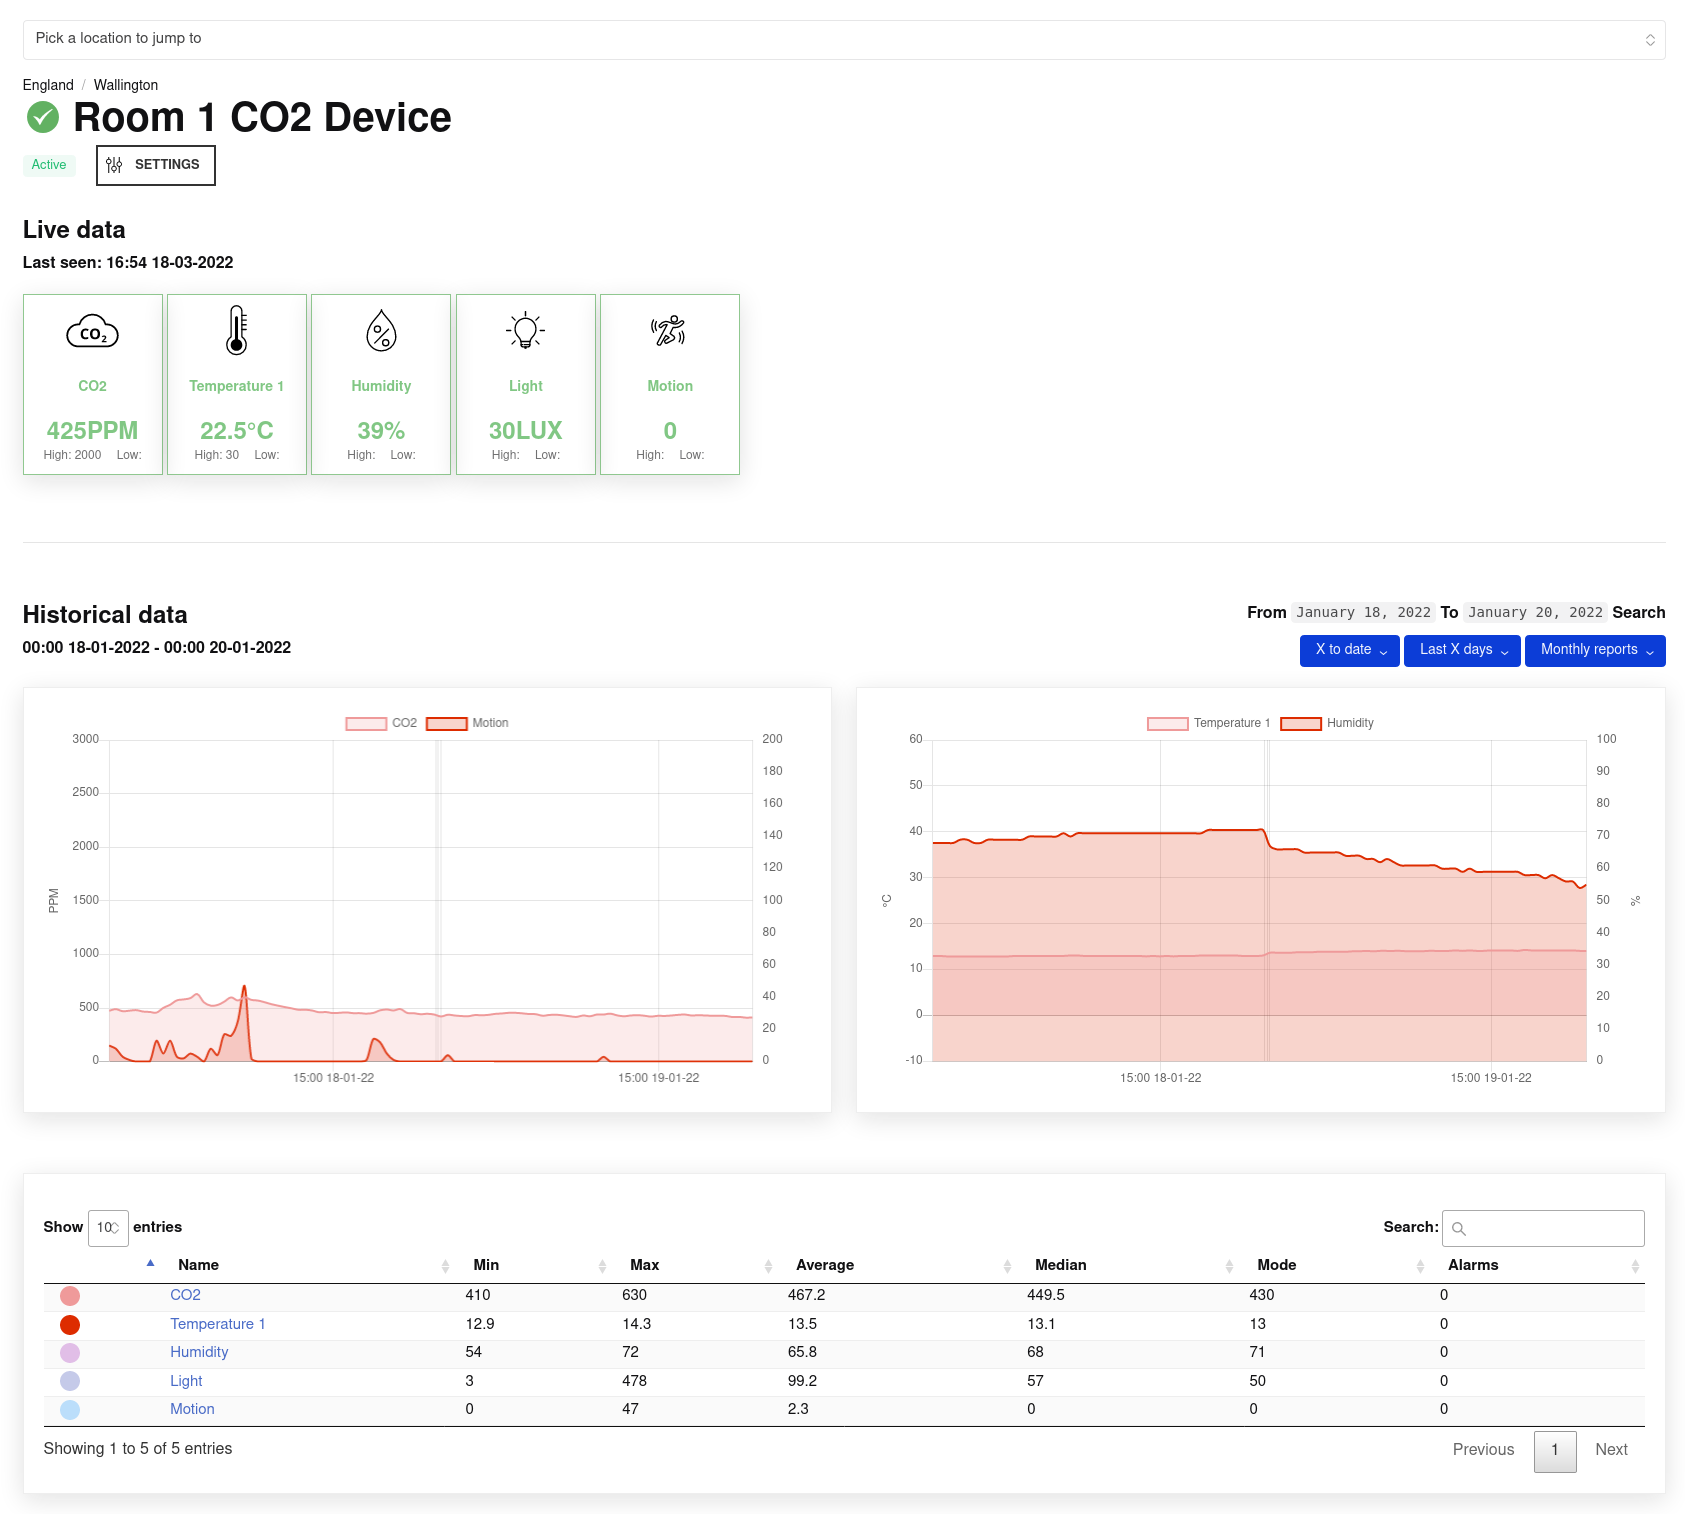 Pick a location to jump to
England / Wallington
Room 1 CO2 Device
Active SETTINGS
Live data
Last seen: 16:54 18-03-2022
CO2
CO2 Temperature 1 Humidity Light Motion
425PPM 22.5°C 39% 30LUX 0
High: 2000 Low: High: 30 Low: High: Low: High: Low: High: Low:
Historical data
From January 18, 2022 To January 20, 2022 Search
00:00 18-01-2022 - 00:00 20-01-2022
X to date Last X days Monthly reports
CO2 Motion
3000
2500
2000
1500
1000
500
0
PPM
200
180
160
140
120
100
80
60
40
20
0
15:00 18-01-22 15:00 19-01-22
Temperature 1 Humidity
60
50
40
30
20
10
0
-10
°C
100
90
80
70
60
50
40
30
20
10
0
%
15:00 18-01-22 15:00 19-01-22
Show 10 entries Search:
Name Min Max Average Median Mode Alarms
CO2 410 630 467.2 449.5 430 0
Temperature 1 12.9 14.3 13.5 13.1 13 0
Humidity 54 72 65.8 68 71 0
Light 3 478 99.2 57 50 0
Motion 0 47 2.3 0 0 0
Showing 1 to 5 of 5 entries
Previous 1 Next